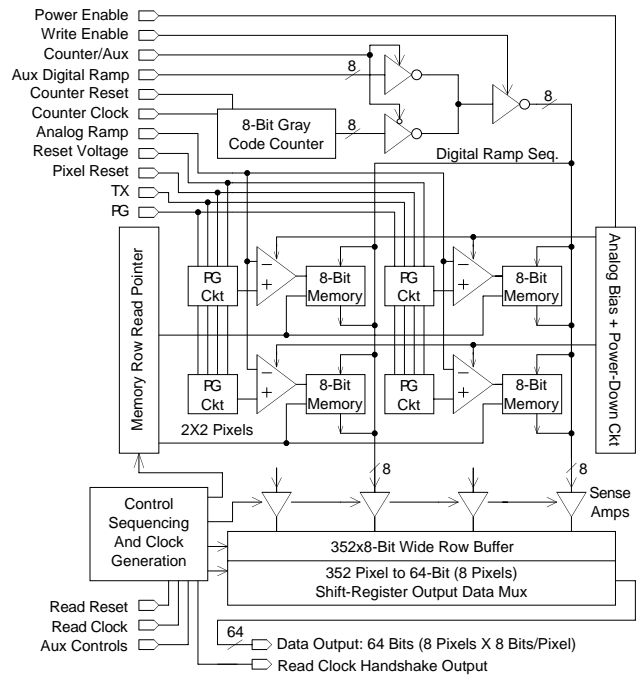 Power Enable
Write Enable
Counter/Aux
Aux Digital Ramp
Counter Reset
Counter Clock
Analog Ramp
Reset Voltage
Pixel Reset
TX
PG
8
8-Bit Gray
Code Counter
8
8
Digital Ramp Seq.
Memory Row Read Pointer
PG
Ckt
−
+
8-Bit
Memory
PG
Ckt
−
+
8-Bit
Memory
PG
Ckt
−
+
8-Bit
Memory
PG
Ckt
−
+
8-Bit
Memory
2X2 Pixels
Analog Bias + Power-Down Ckt
8
8
Sense
Amps
Control
Sequencing
And Clock
Generation
352x8-Bit Wide Row Buffer
352 Pixel to 64-Bit (8 Pixels)
Shift-Register Output Data Mux
Read Reset
Read Clock
Aux Controls
64
Data Output: 64 Bits (8 Pixels X 8 Bits/Pixel)
Read Clock Handshake Output